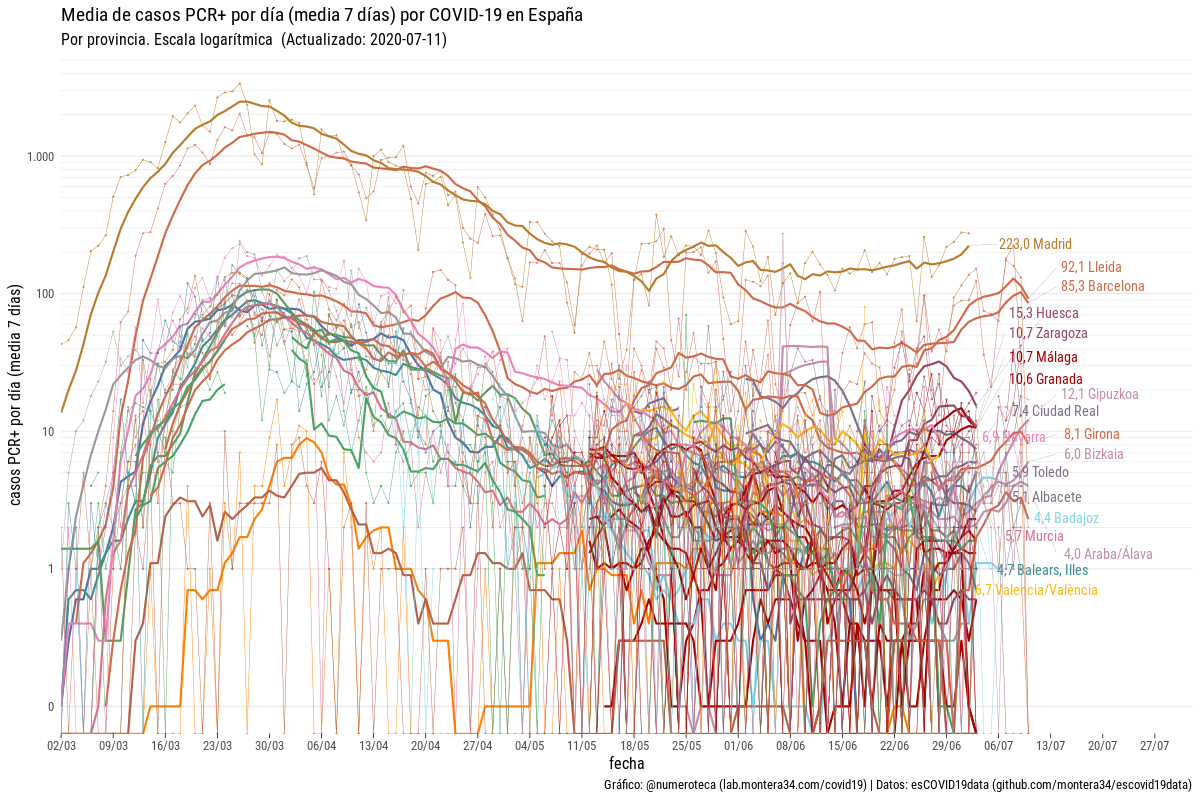 Media de casos PCR+ por día (media 7 días) por COVID-19 en España
Por provincia. Escala logarítmica (Actualizado: 2020-07-11)
casos PCR+ por día (media 7 días)
1.000
100
10
1
0
223,0 Madrid
92,1 Lleida
85,3 Barcelona
15,3 Huesca
10,7 Zaragoza
10,7 Málaga
10,6 Granada
12,1 Gipuzkoa
7,4 Ciudad Real
6,9 Navarra
8,1 Girona
6,0 Bizkaia
5,9 Toledo
5,1 Albacete
4,4 Badajoz
5,7 Murcia
4,0 Araba/Álava
4,7 Balears, Illes
6,7 Valencia/València
02/03 09/03 16/03 23/03 30/03 06/04 13/04 20/04 27/04 04/05 11/05 18/05 25/05 01/06 08/06 15/06 22/06 29/06 06/07 13/07 20/07 27/07
fecha
Gráfico: @numeroteca (lab.montera34.com/covid19) | Datos: esCOVID19data (github.com/montera34/escovid19data)